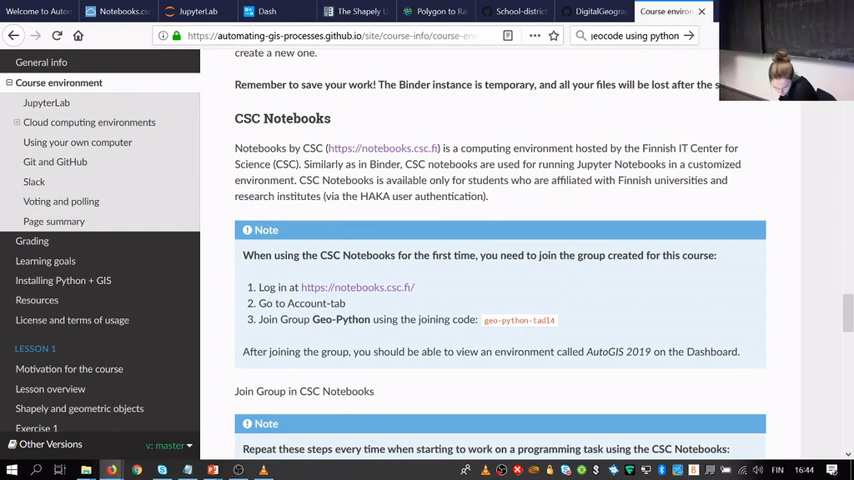 Welcome to Autom
Notebooks.cs
JupyterLab
Dash
The Shapely U
Polygon to Ra
School-district
DigitalGeogra
Course environ
https://automating-gis-processes.github.io/site/course-info/course-en
geocode using python
General info
Course environment
JupyterLab
Cloud computing environments
Using your own computer
Git and GitHub
Slack
Voting and polling
Page summary
Grading
Learning goals
Installing Python + GIS
Resources
License and terms of usage
LESSON 1
Motivation for the course
Lesson overview
Shapely and geometric objects
Exercise 1
Other Versions
v: master
create a new one.
Remember to save your work! The Binder instance is temporary, and all your files will be lost after the s
CSC Notebooks
Notebooks by CSC (https://notebooks.csc.fi) is a computing environment hosted by the Finnish IT Center for
Science (CSC). Similarly as in Binder, CSC notebooks are used for running Jupyter Notebooks in a customized
environment. CSC Notebooks is available only for students who are affiliated with Finnish universities and
research institutes (via the HAKA user authentication).
Note
When using the CSC Notebooks for the first time, you need to join the group created for this course:
1. Log in at https://notebooks.csc.fi/
2. Go to Account-tab
3. Join Group Geo-Python using the joining code: geo-python-tadl4
After joining the group, you should be able to view an environment called AutoGIS 2019 on the Dashboard.
Join Group in CSC Notebooks
Note
Repeat these steps every time when starting to work on a programming task using the CSC Notebooks:
FIN
16:44